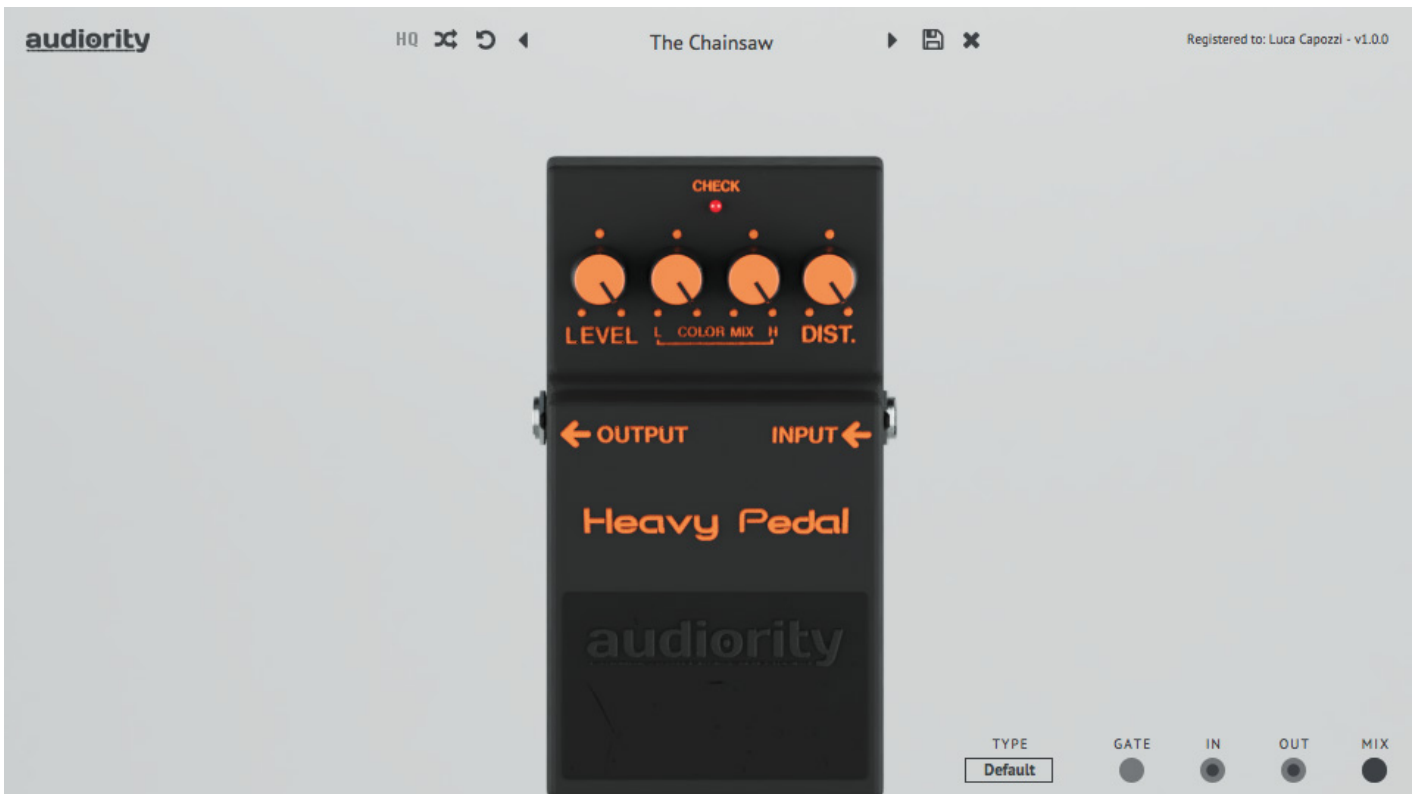 audiority
HQ
The Chainsaw
Registered to: Luca Capozzi - v1.0.0
CHECK
LEVEL L COLOR MIX H DIST.
OUTPUT INPUT
Heavy Pedal
audiority
TYPE GATE IN OUT MIX
Default